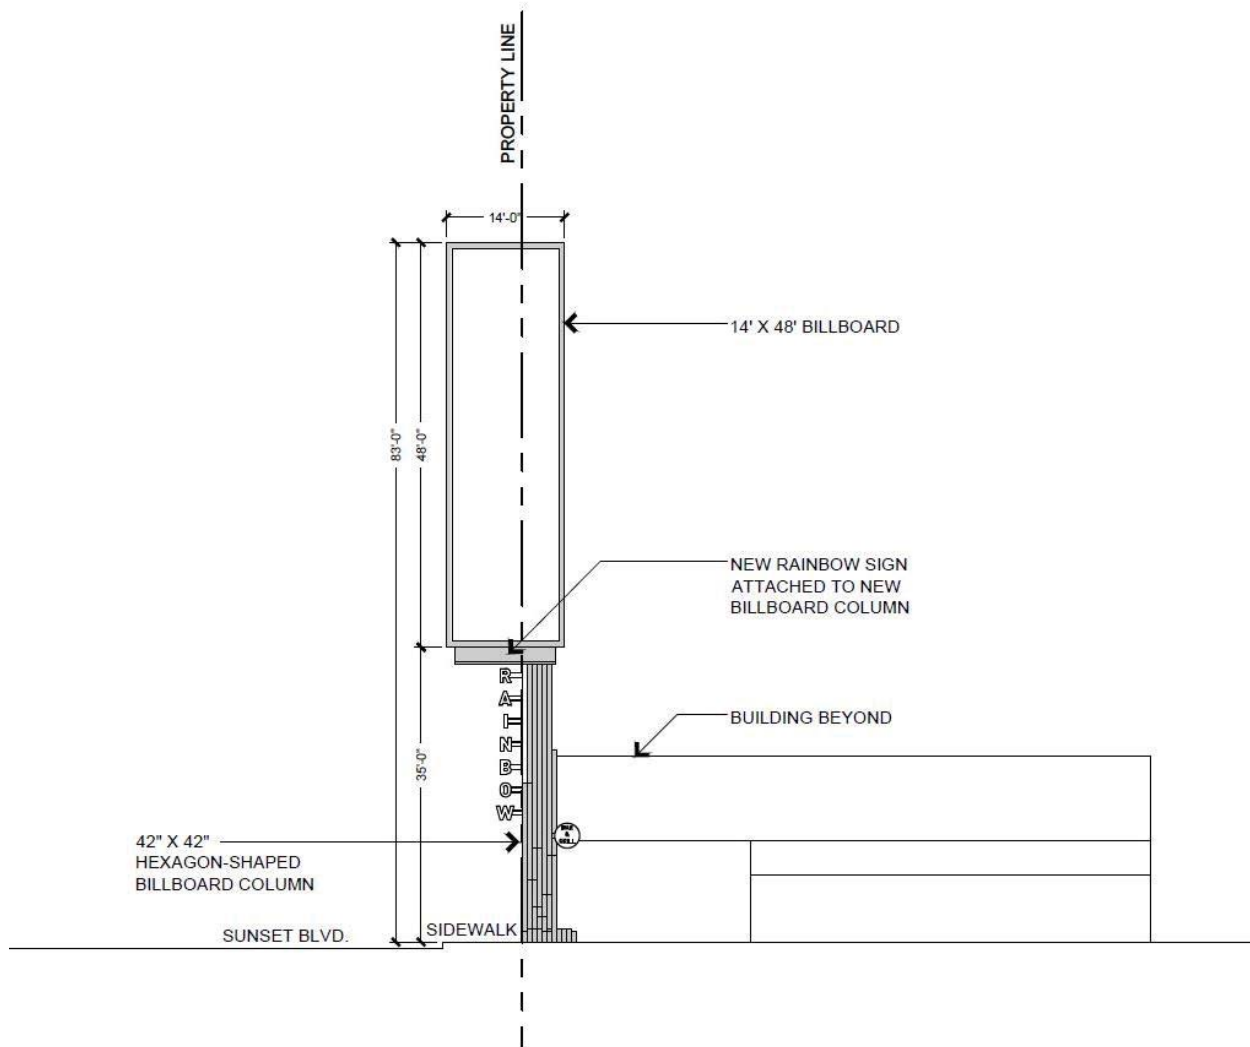 PROPERTY LINE
14'-0"
83'-0"
48'-0"
14' X 48' BILLBOARD
NEW RAINBOW SIGN
ATTACHED TO NEW
BILLBOARD COLUMN
R
A
I
N
B
O
W
BUILDING BEYOND
35'-0"
&
42" X 42"
HEXAGON-SHAPED
BILLBOARD COLUMN
SUNSET BLVD.
SIDEWALK